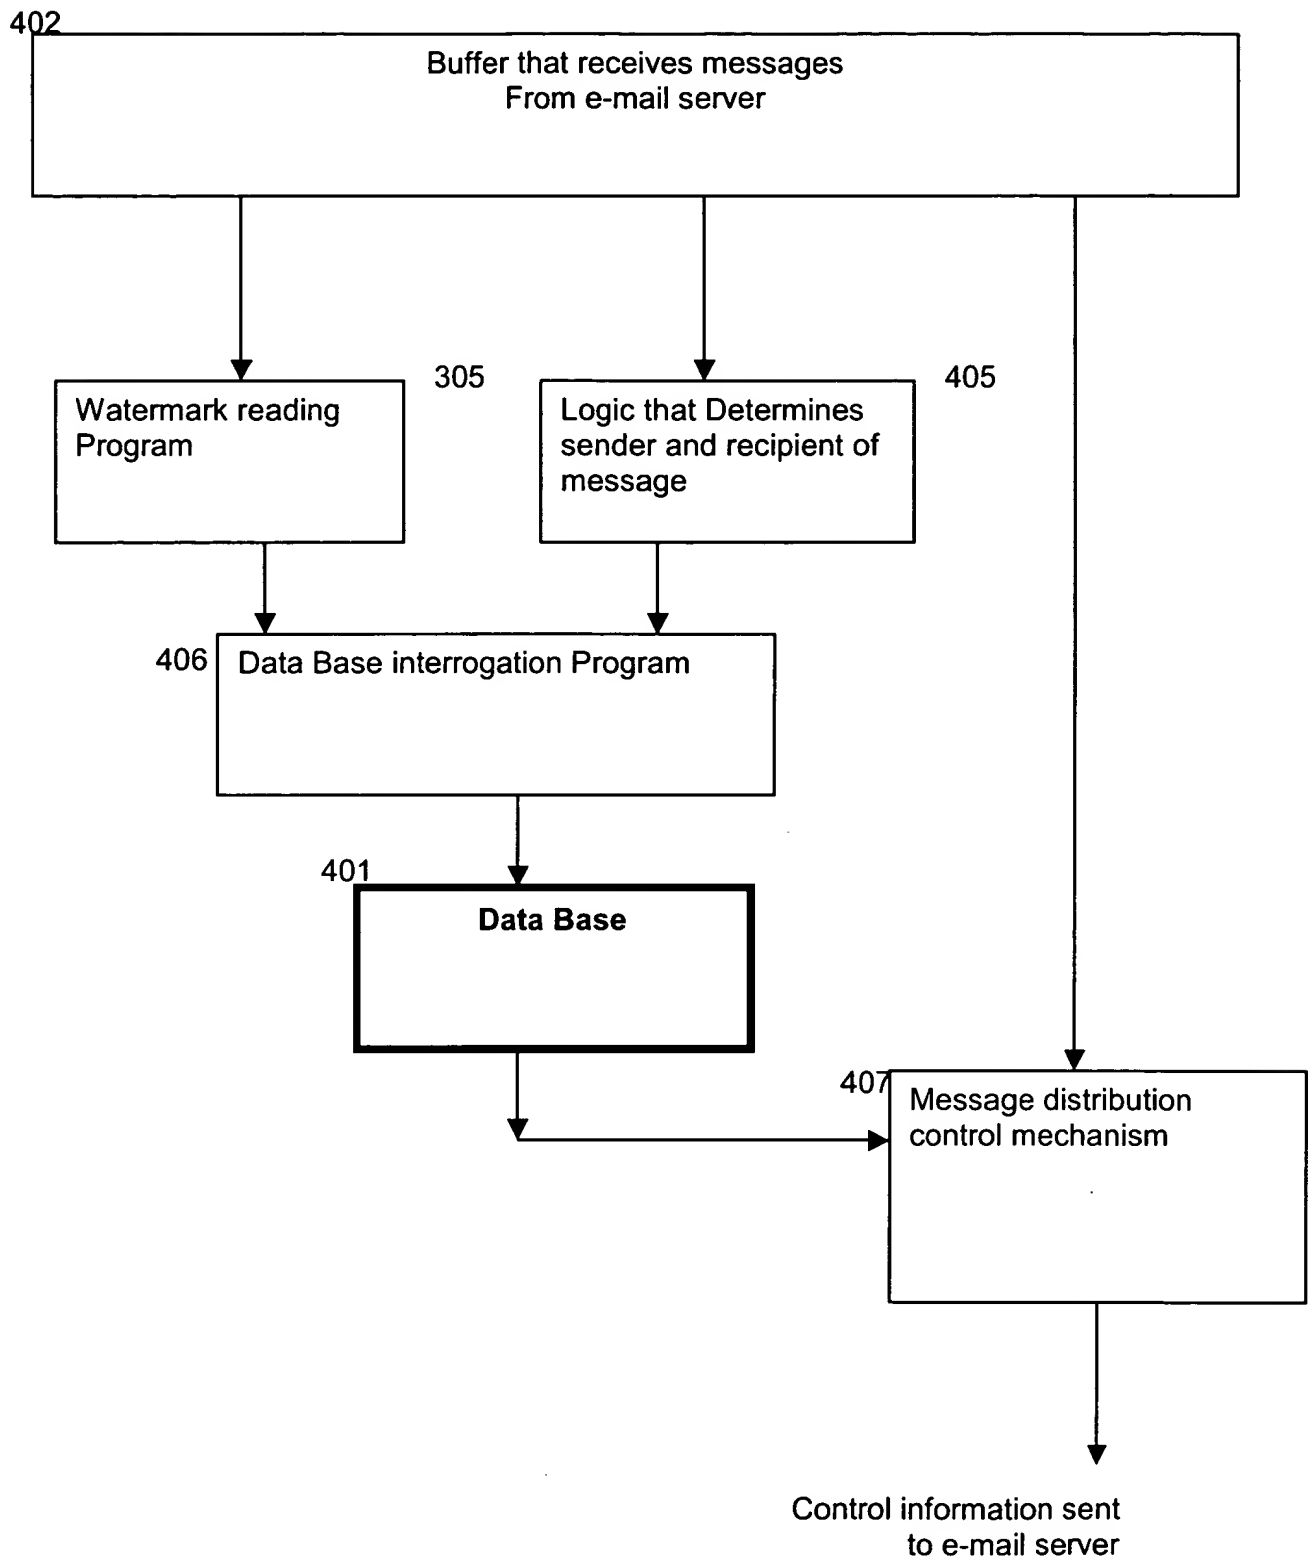 402
Buffer that receives messages
From e-mail server
305
405
Watermark reading
Program
Logic that Determines
sender and recipient of
message
406
Data Base interrogation Program
401
Data Base
407
Message distribution
control mechanism
Control information sent
to e-mail server